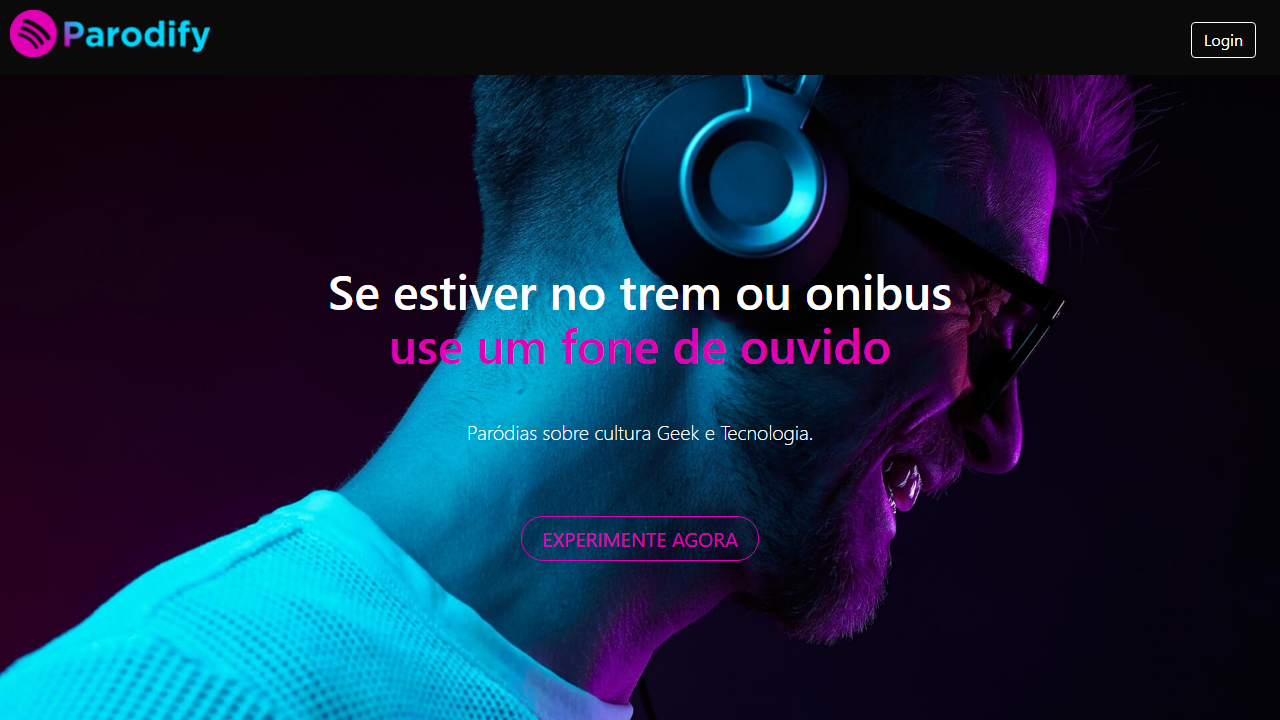 Parodify
Login
Se estiver no trem ou onibus
use um fone de ouvido
Paródias sobre cultura Geek e Tecnologia.
EXPERIMENTE AGORA